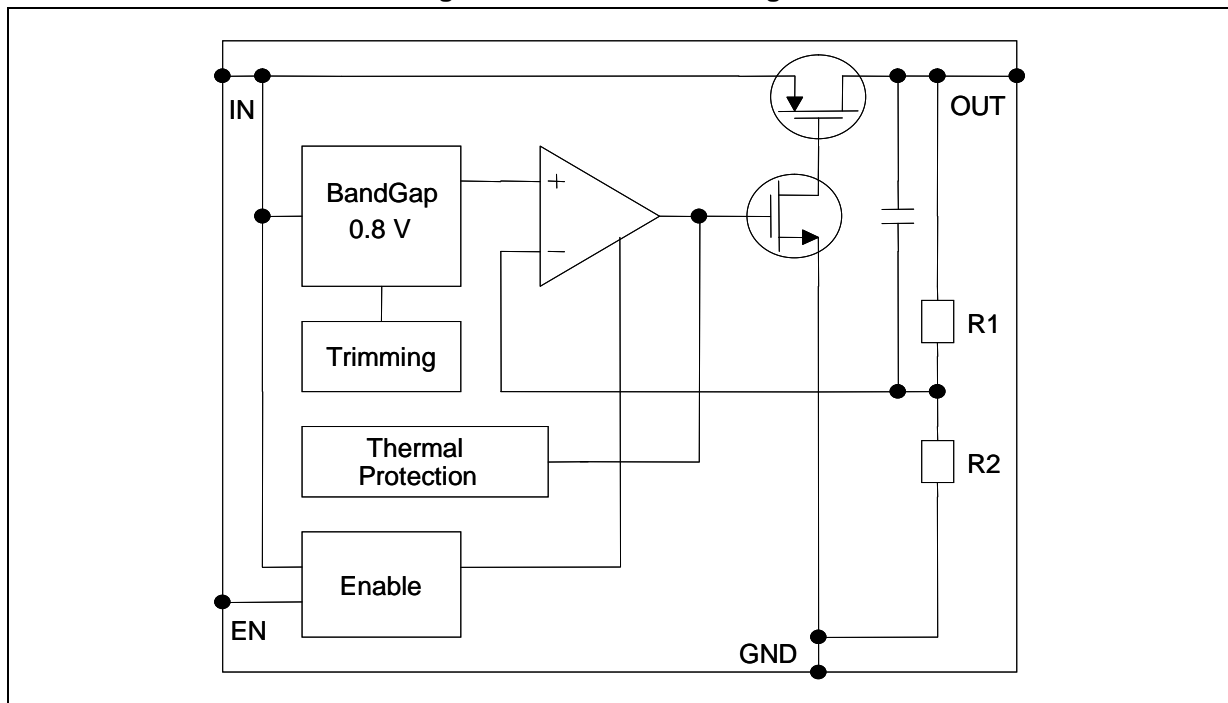 IN
OUT
BandGap
0.8 V
+
−
R1
Trimming
Thermal
Protection
R2
Enable
EN
GND